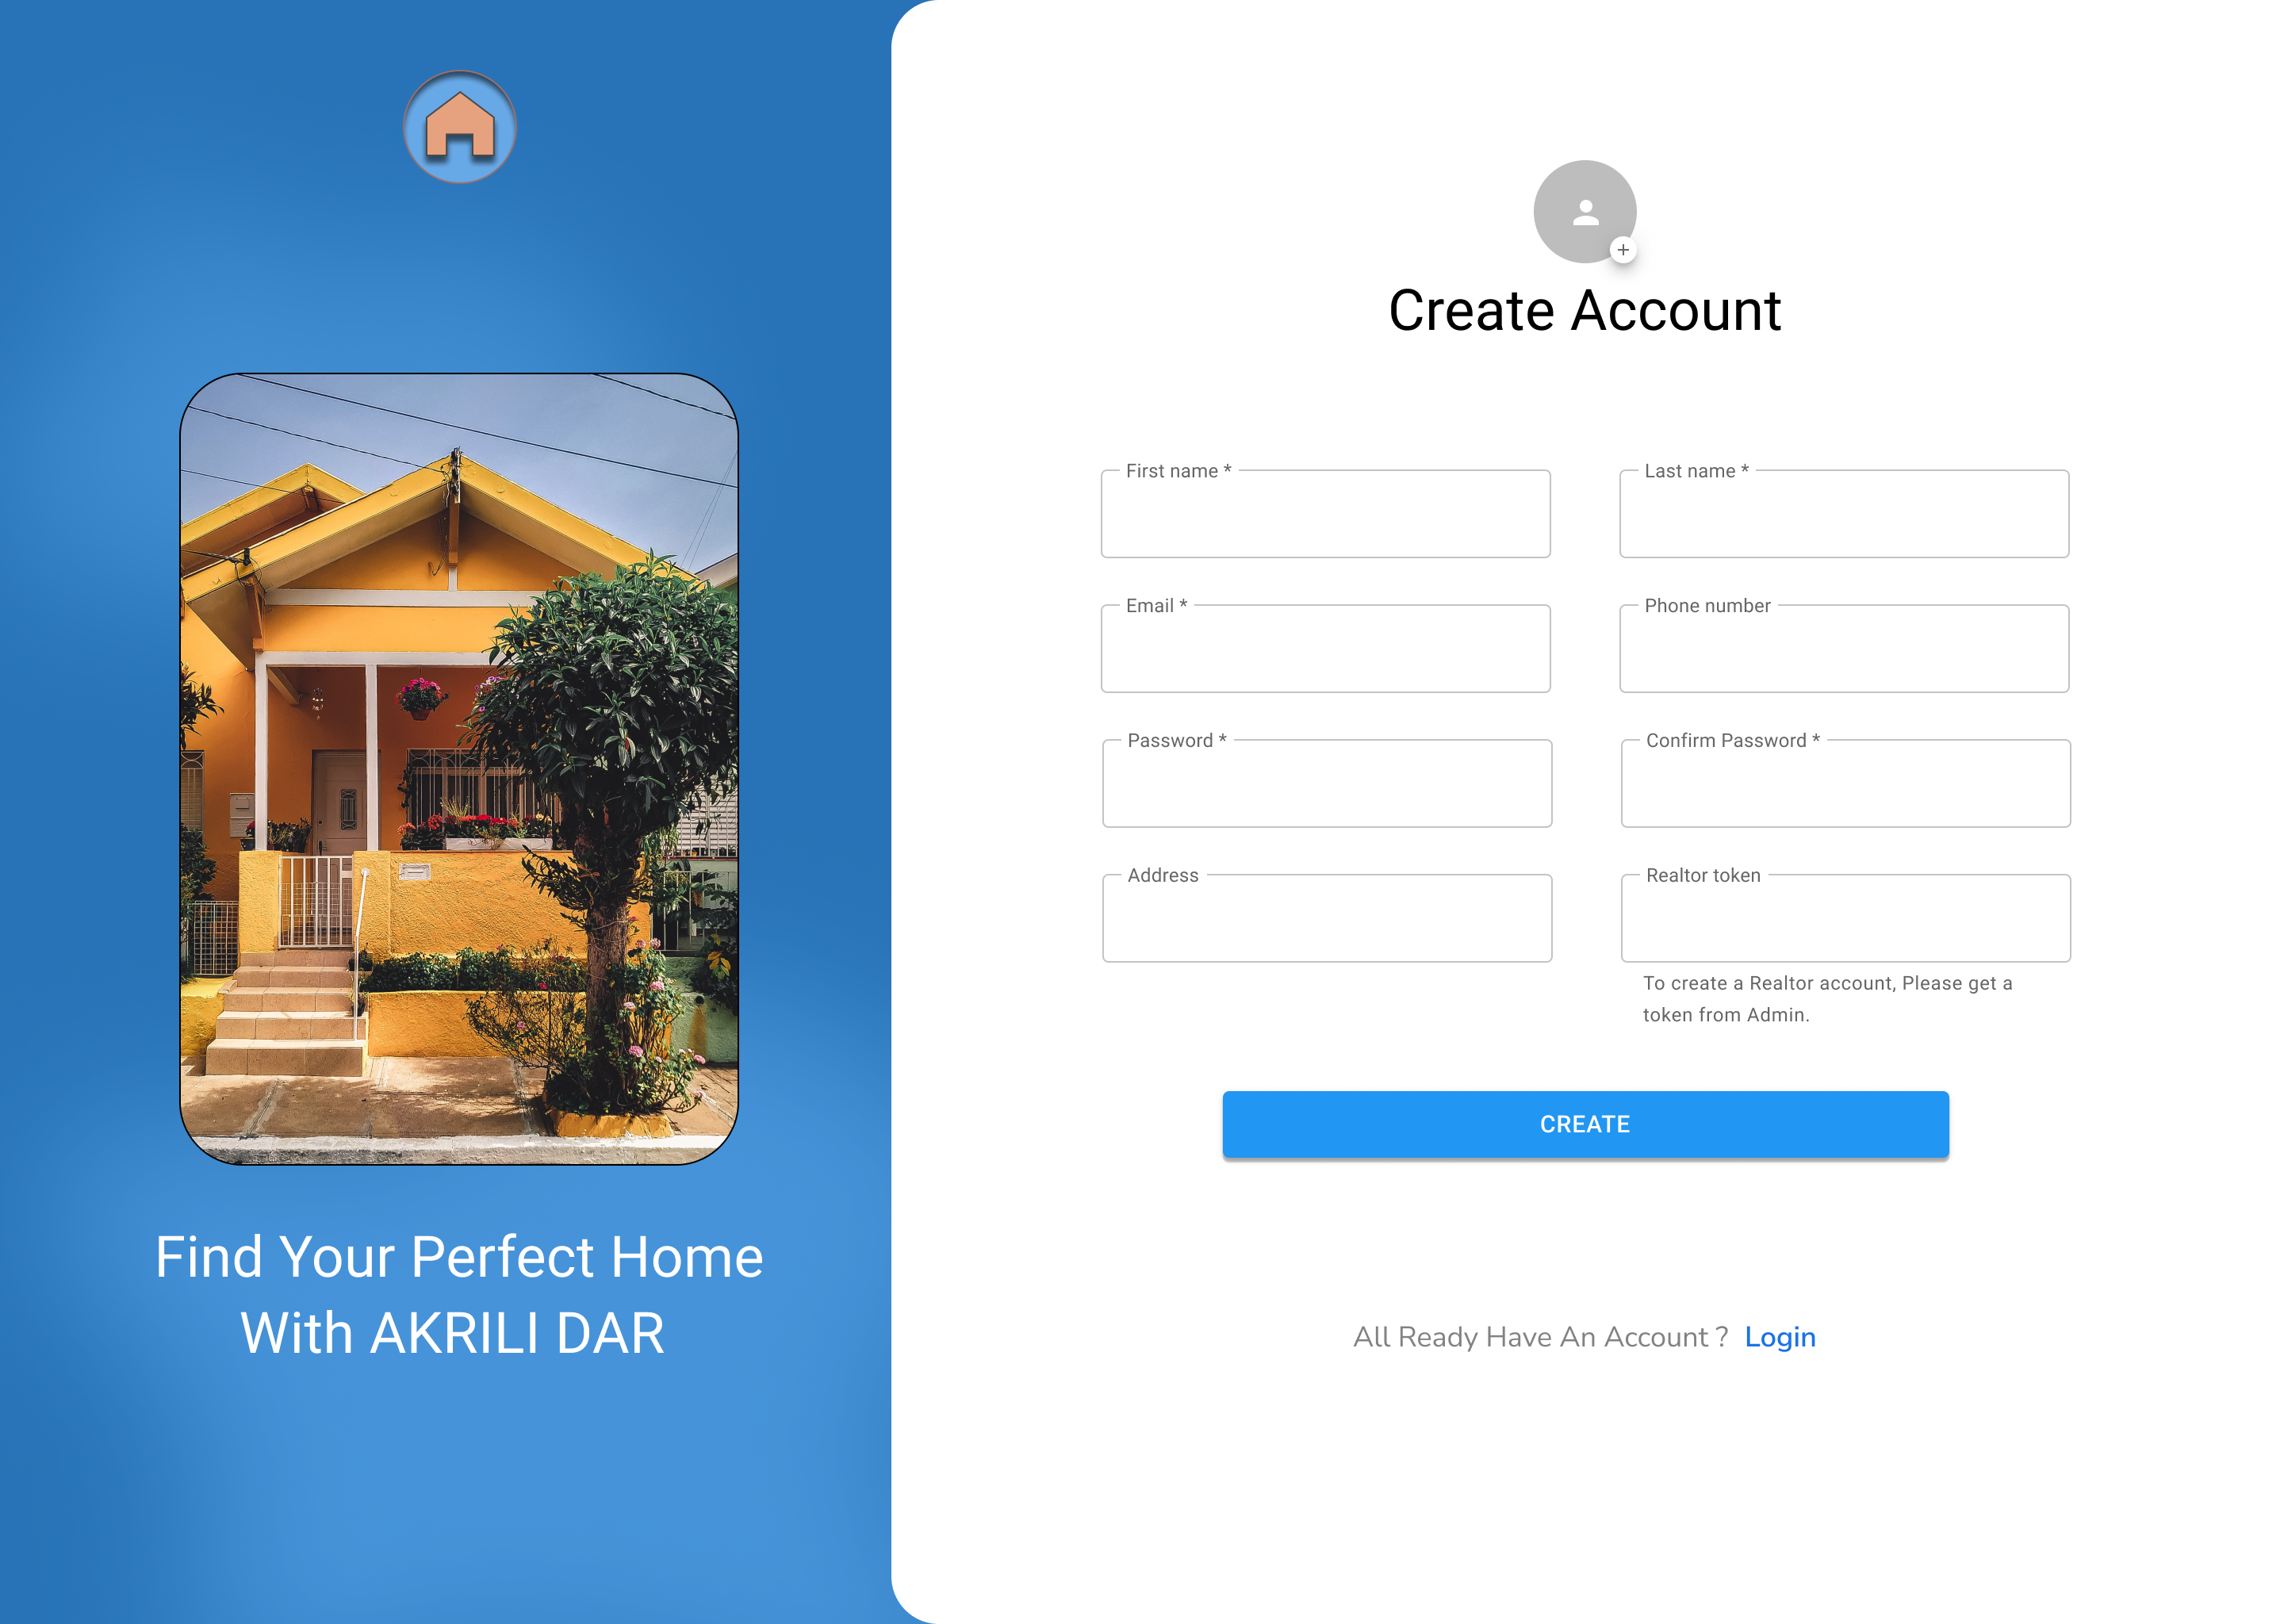 Find Your Perfect Home
With AKRILI DAR
Create Account
First name *
Last name *
Email *
Phone number
Password *
Confirm Password *
Address
Realtor token
To create a Realtor account, Please get a
token from Admin.
CREATE
All Ready Have An Account ? Login